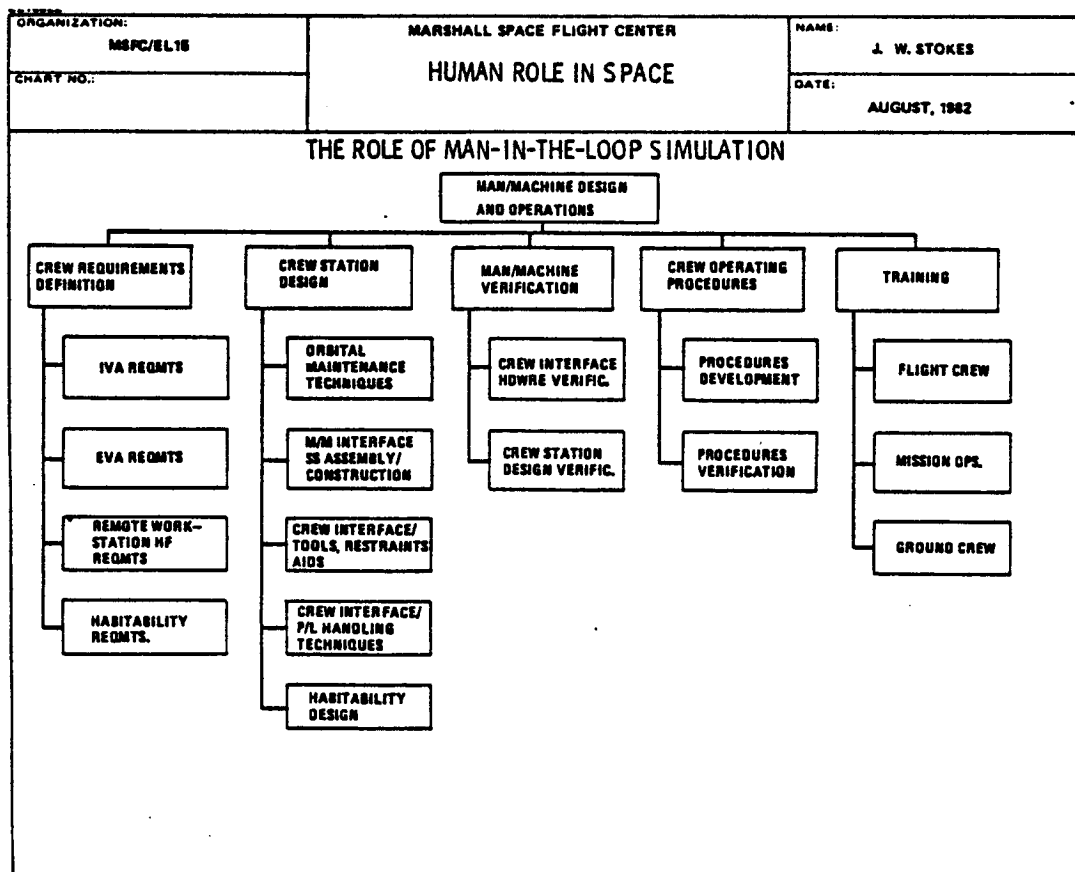 ORGANIZATION:
MSFC/EL15
CHART NO.:
MARSHALL SPACE FLIGHT CENTER
HUMAN ROLE IN SPACE
NAME:
J. W. STOKES
DATE:
AUGUST, 1982
THE ROLE OF MAN-IN-THE-LOOP SIMULATION
MAN/MACHINE DESIGN
AND OPERATIONS
CREW REQUIREMENTS
DEFINITION
IVA REQMTS
EVA REQMTS
REMOTE WORK-
STATION HF
REQMTS
HABITABILITY
REQMTS.
CREW STATION
DESIGN
ORBITAL
MAINTENANCE
TECHNIQUES
M/M INTERFACE
SS ASSEMBLY/
CONSTRUCTION
CREW INTERFACE/
TOOLS, RESTRAINTS
AIDS
CREW INTERFACE/
P/L HANDLING
TECHNIQUES
HABITABILITY
DESIGN
MAN/MACHINE
VERIFICATION
CREW INTERFACE
HDWRE VERIFIC.
CREW STATION
DESIGN VERIFIC.
CREW OPERATING
PROCEDURES
PROCEDURES
DEVELOPMENT
PROCEDURES
VERIFICATION
TRAINING
FLIGHT CREW
MISSION OPS.
GROUND CREW